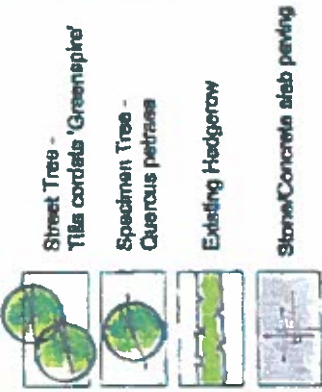 Street Tree -
Tilia cordata 'Greenspire'
Specimen Tree -
Quercus petraea
Existing Hedgerow
Stone/Concrete slab paving